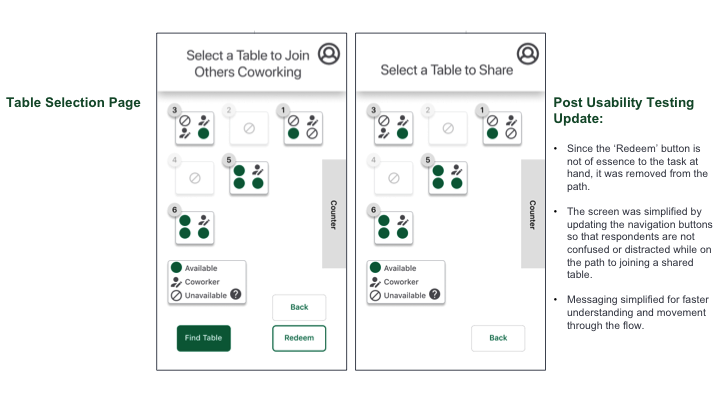 Table Selection Page
Select a Table to Join
Others Coworking
3
2
1
4
5
6
Counter
Available
Coworker
Unavailable ?
Back
Find Table
Redeem
Select a Table to Share
3
2
1
4
5
6
Counter
Available
Coworker
Unavailable ?
Back
Post Usability Testing
Update:
• Since the ‘Redeem’ button is
not of essence to the task at
hand, it was removed from the
path.
• The screen was simplified by
updating the navigation buttons
so that respondents are not
confused or distracted while on
the path to joining a shared
table.
• Messaging simplified for faster
understanding and movement
through the flow.